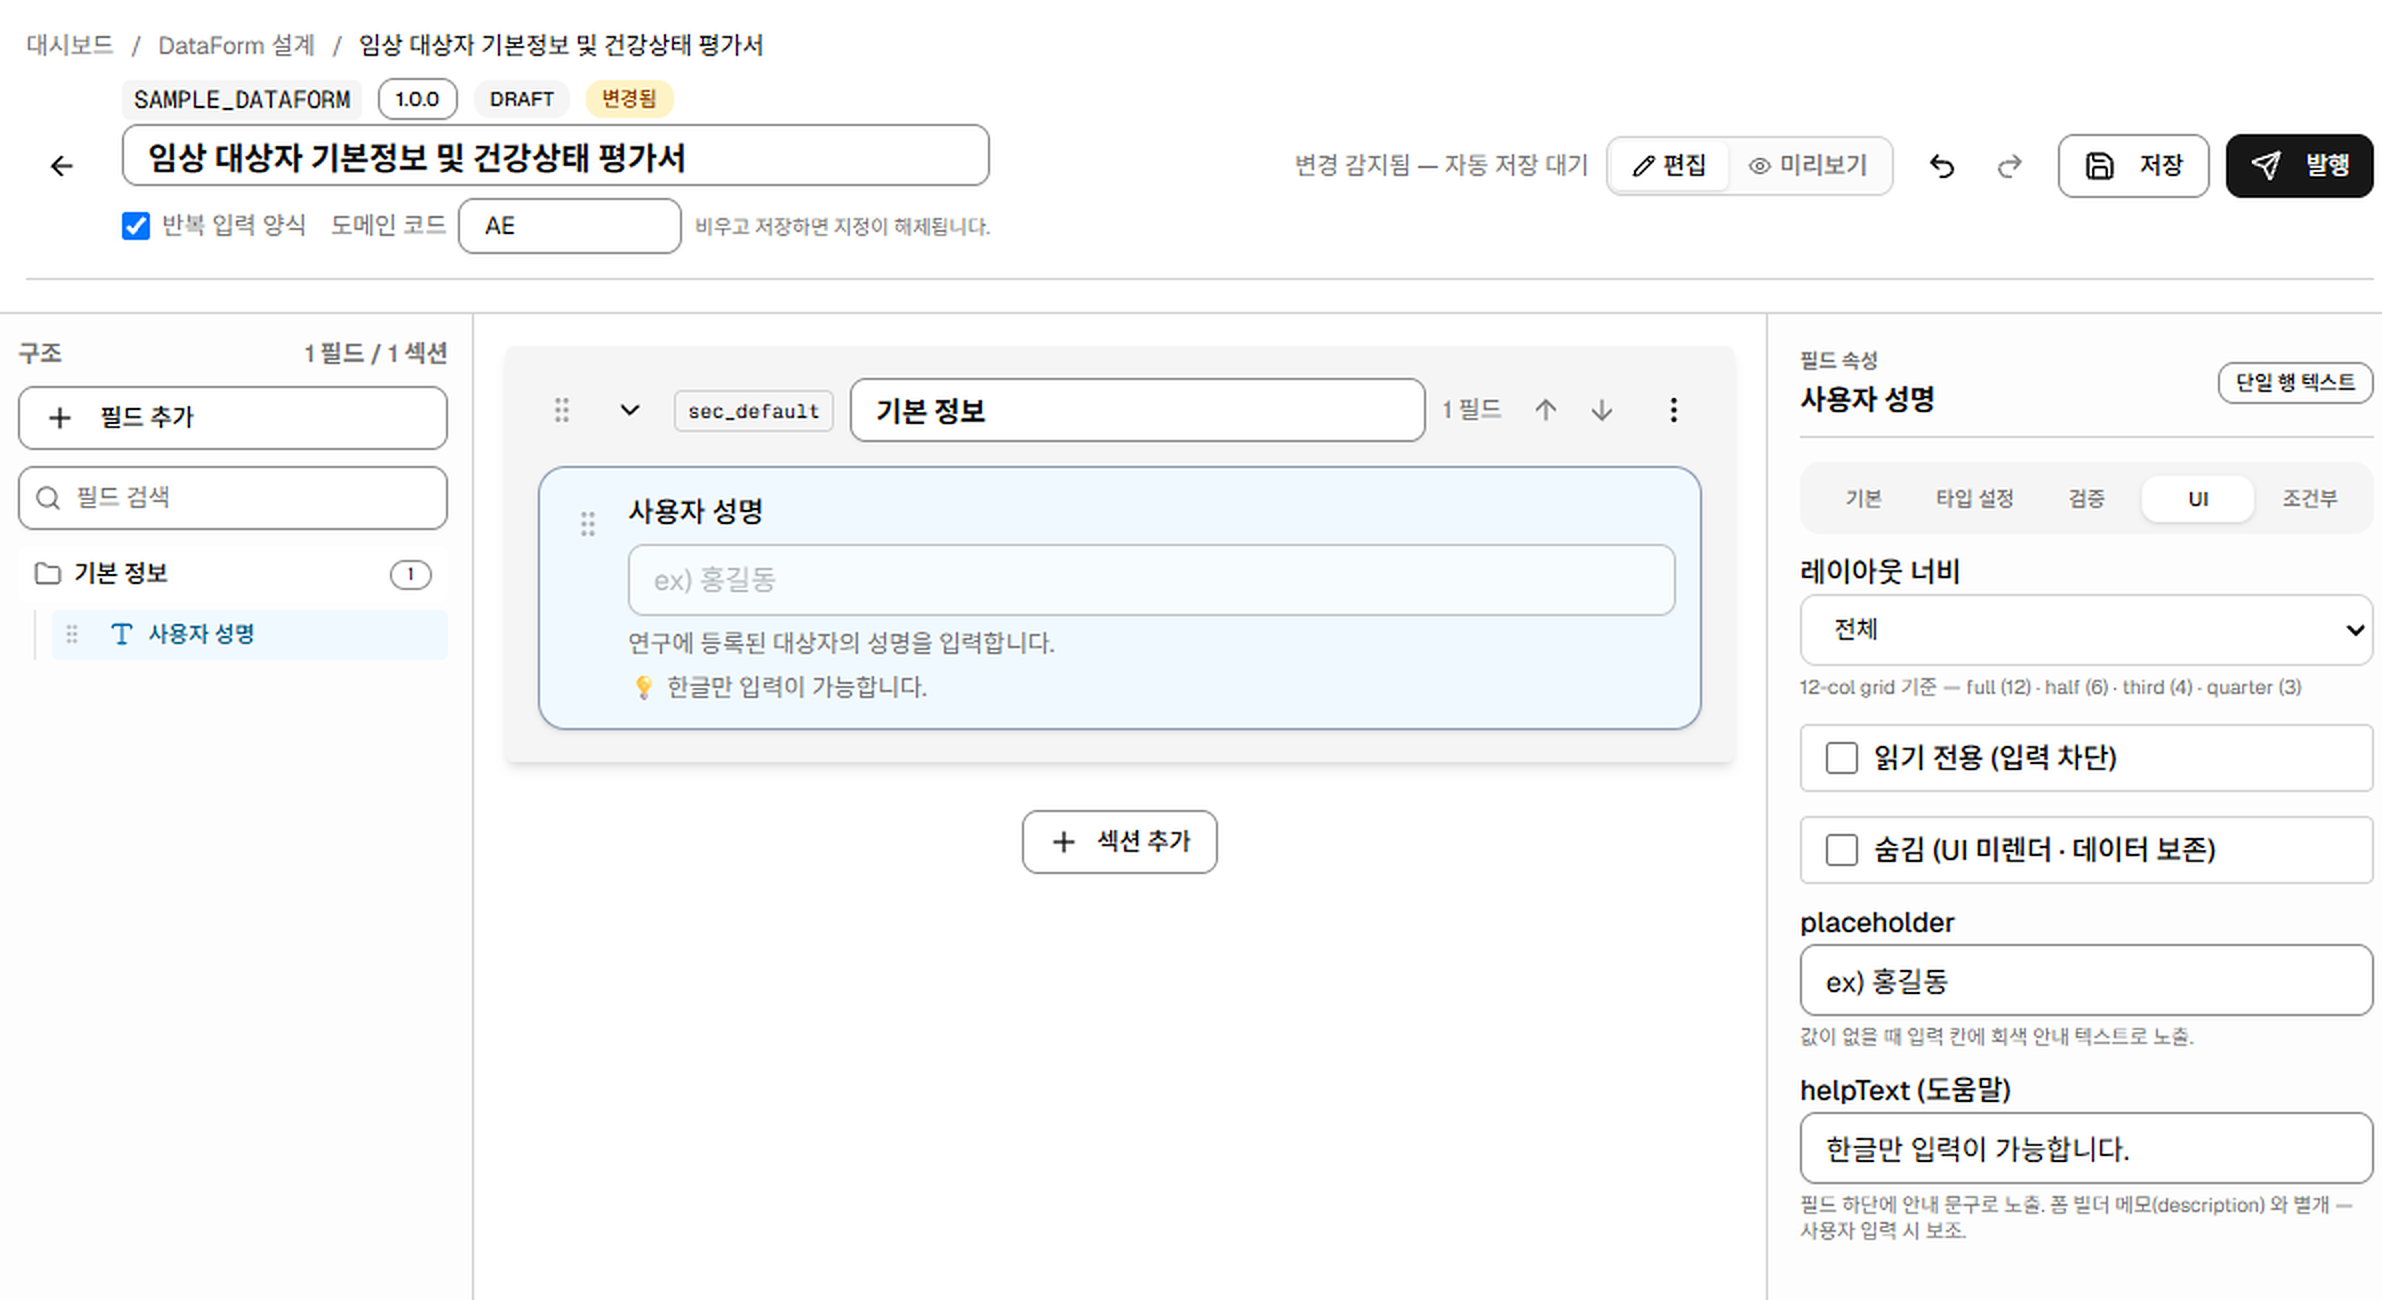 대시보드 / DataForm 설계 / 임상 대상자 기본정보 및 건강상태 평가서
SAMPLE_DATAFORM 1.0.0 DRAFT 변경됨
임상 대상자 기본정보 및 건강상태 평가서
변경 감지됨 — 자동 저장 대기 편집 미리보기 저장 발행
반복 입력 양식 도메인 코드 AE 비우고 저장하면 지정이 해제됩니다.
구조 1 필드 / 1 섹션
필드 추가
필드 검색
기본 정보 1
사용자 성명
sec_default 기본 정보 1 필드
사용자 성명
ex) 홍길동
연구에 등록된 대상자의 성명을 입력합니다.
한글만 입력이 가능합니다.
섹션 추가
필드 속성
사용자 성명 단일 행 텍스트
기본 타입 설정 검증 UI 조건부
레이아웃 너비
전체
12-col grid 기준 — full (12) · half (6) · third (4) · quarter (3)
읽기 전용 (입력 차단)
숨김 (UI 미렌더 · 데이터 보존)
placeholder
ex) 홍길동
값이 없을 때 입력 칸에 회색 안내 텍스트로 노출.
helpText (도움말)
한글만 입력이 가능합니다.
필드 하단에 안내 문구로 노출. 폼 빌더 메모(description) 와 별개 —
사용자 입력 시 보조.